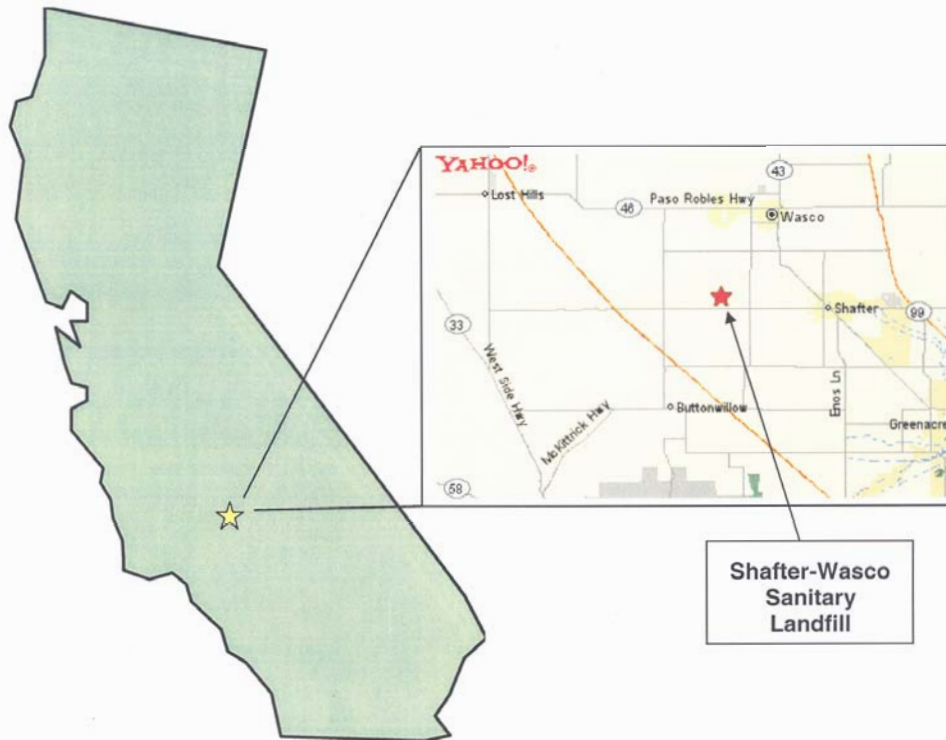 YAHOO!®
43
Lost Hills
46
Paso Robles Hwy
Wasco
33
Shafter
99
West Side Hwy
Enos Ln
Buttonwillow
McKittrick Hwy
Greenacre
58
Shafter-Wasco
Sanitary
Landfill